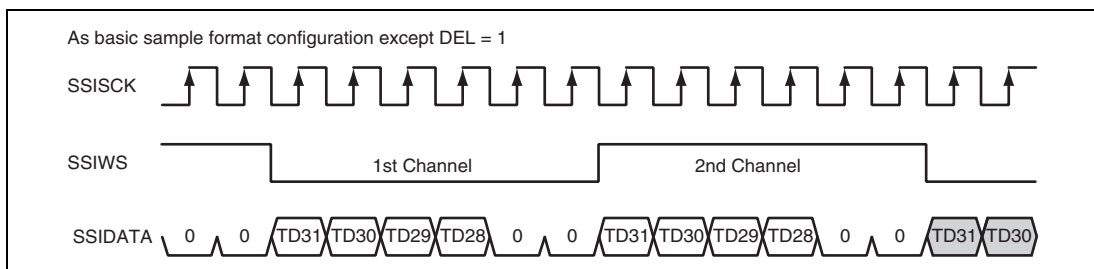 As basic sample format configuration except DEL = 1
SSISCK
SSIWS 1st Channel 2nd Channel
SSIDATA 0 0 TD31 TD30 TD29 TD28 0 0 TD31 TD30 TD29 TD28 0 0 TD31 TD30